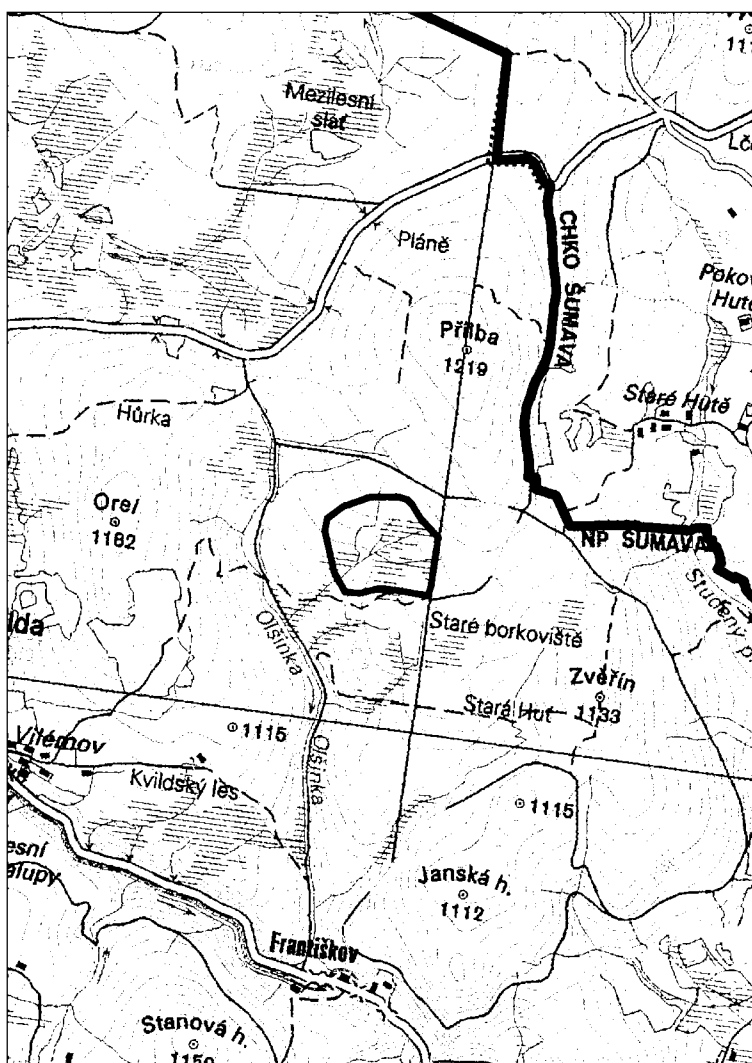 Mezilesní
slať
Pláně
CHKO ŠUMAVA
Přilba
1219
Staré Hutě
Hůrka
Orel
1182
NP ŠUMAVA
Olšinka
Staré borkoviště
Zvěřín
1133
Stará Huť
1115
Vilémov
Olšinka
Kvildský les
1115
Janská h.
1112
Františkov
Stanová h.
1150